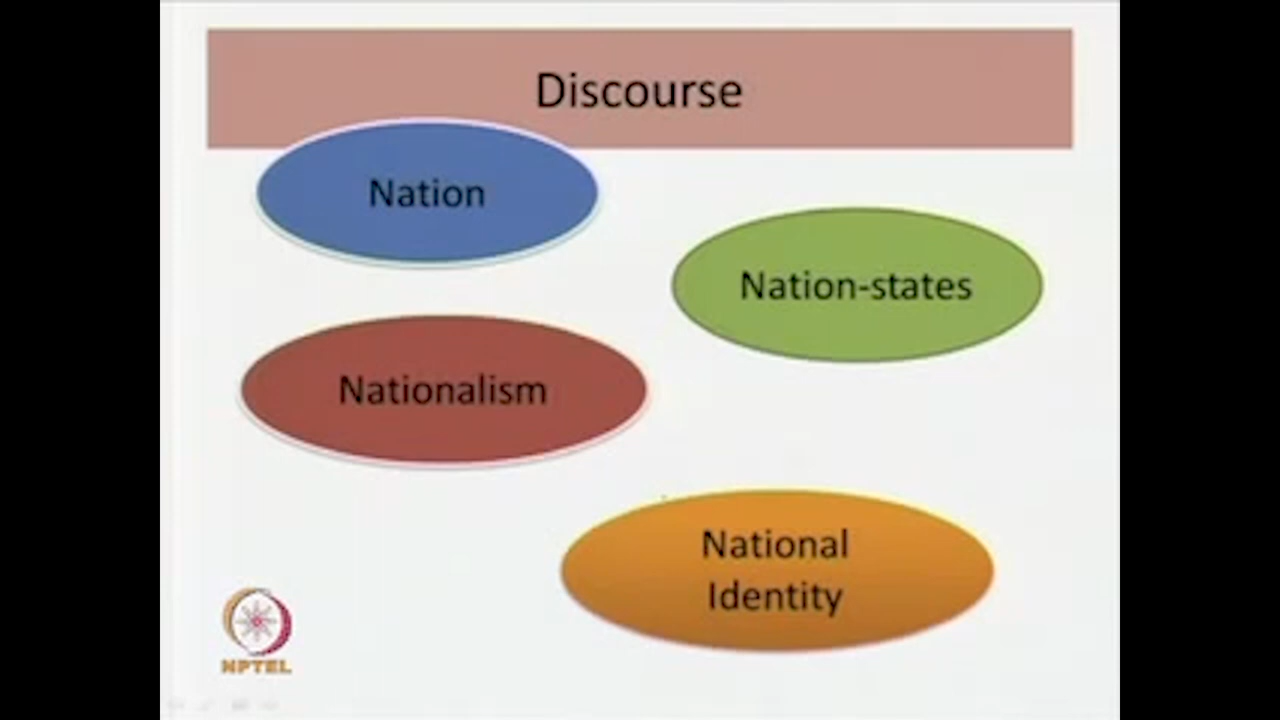 Discourse
Nation
Nation-states
Nationalism
National
Identity
NPTEL